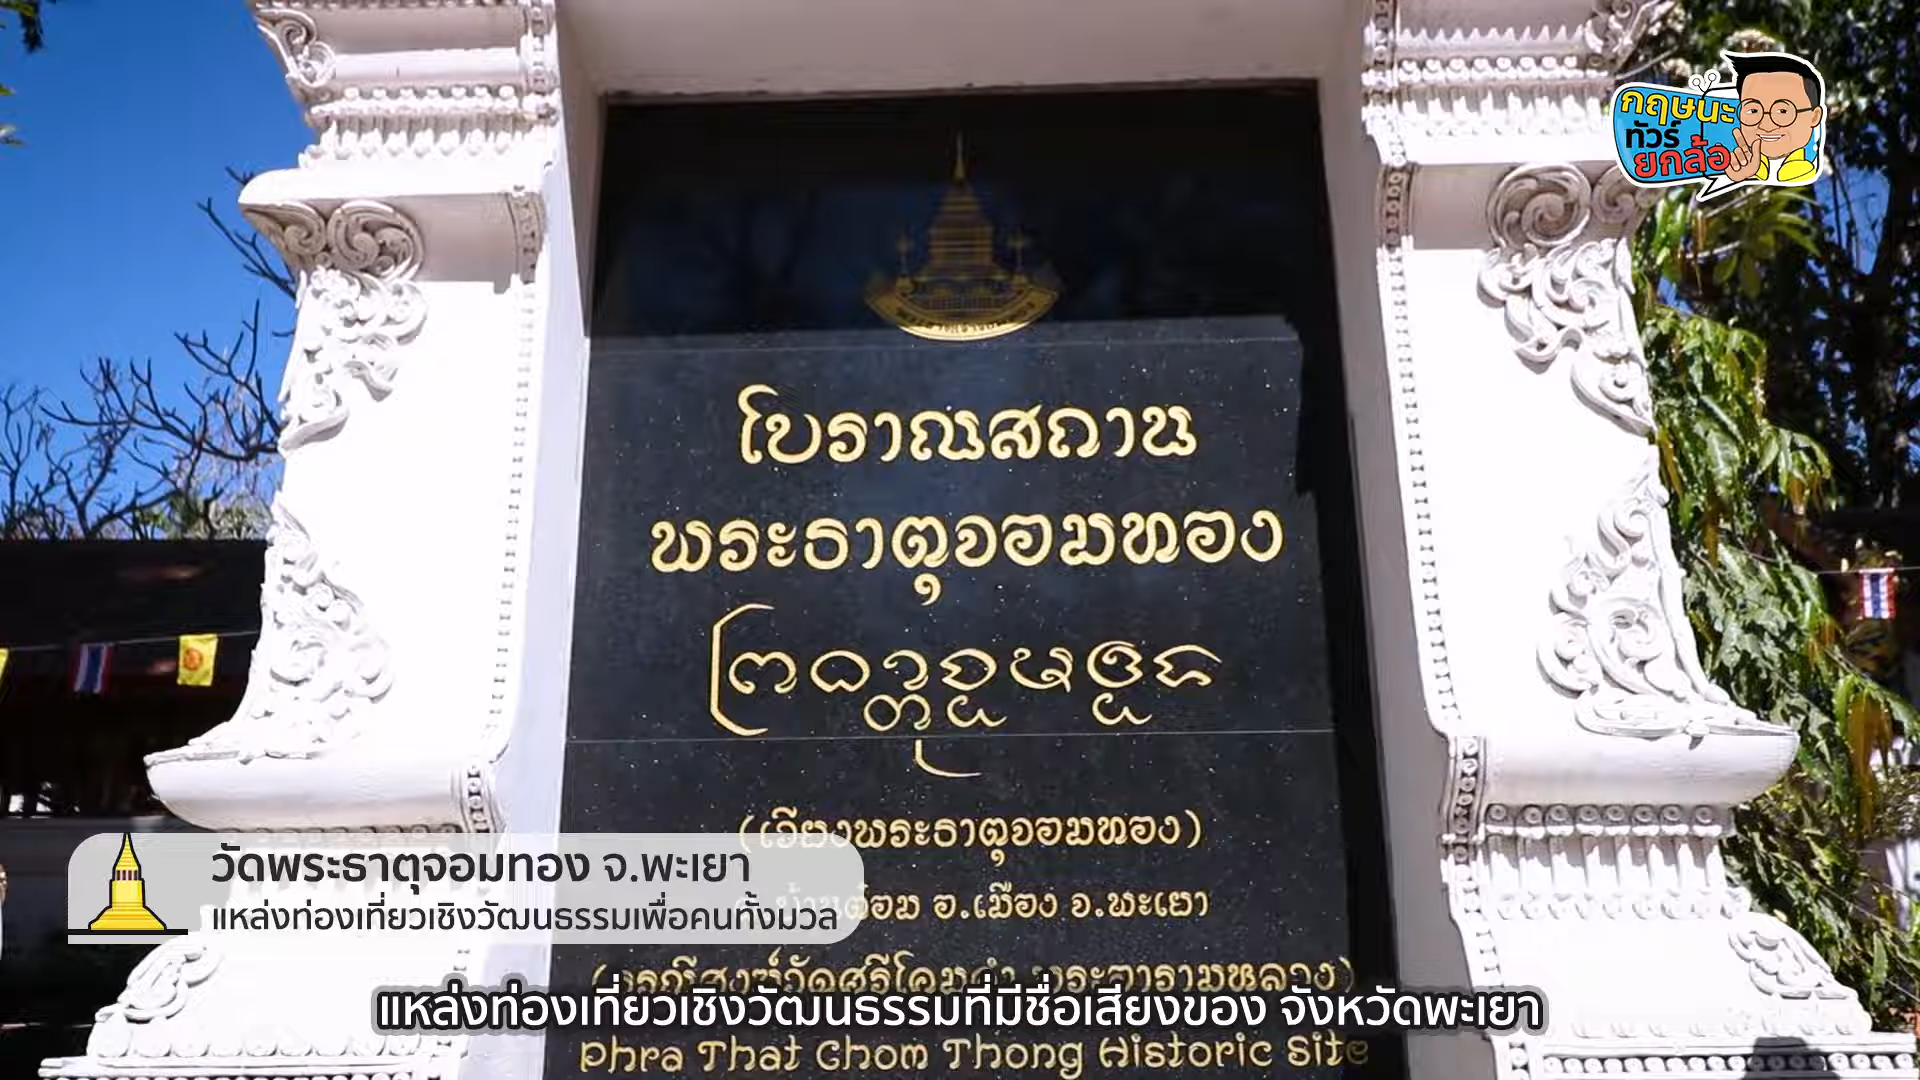 กฤษนะ
ทัวร์
ยกล้อ
โบราณสถาน
พระธาตุจอมทอง
(เวียงพระธาตุจอมทอง)
อ.เมือง จ.พะเยา
วัดพระธาตุจอมทอง จ.พะเยา
แหล่งท่องเที่ยวเชิงวัฒนธรรมเพื่อคนทั้งมวล
แหล่งท่องเที่ยวเชิงวัฒนธรรมที่มีชื่อเสียงของ จังหวัดพะเยา
Phra That Chom Thong Historic Site